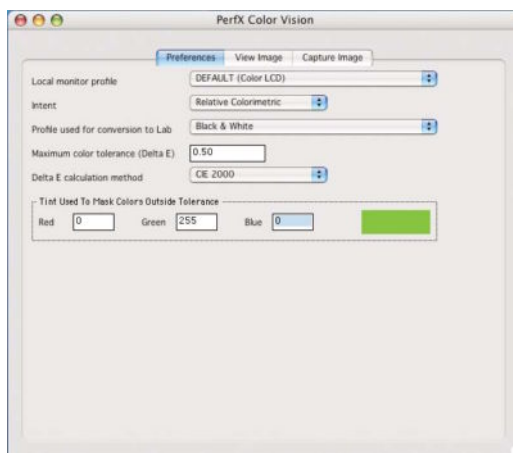 PerfX Color Vision
Preferences View Image Capture Image
Local monitor profile DEFAULT (Color LCD)
Intent Relative Colorimetric
Profile used for conversion to Lab Black & White
Maximum color tolerance (Delta E) 0.50
Delta E calculation method CIE 2000
Tint Used To Mask Colors Outside Tolerance
Red 0 Green 255 Blue 0